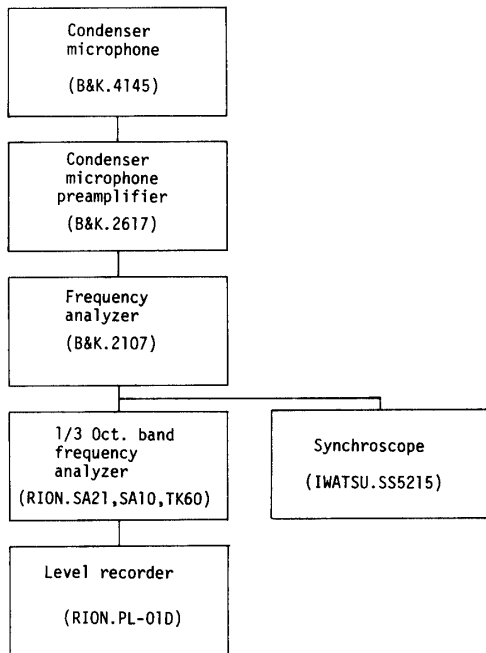 Condenser
microphone
(B&K.4145)
Condenser
microphone
preamplifier
(B&K.2617)
Frequency
analyzer
(B&K.2107)
1/3 Oct. band
frequency
analyzer
(RION.SA21,SA10,TK60)
Synchroscope
(IWATSU.SS5215)
Level recorder
(RION.PL-01D)